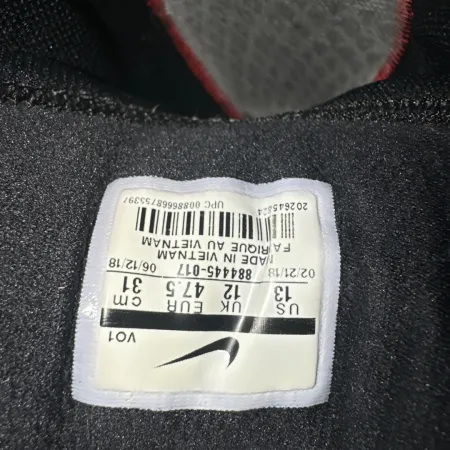 VO1
US UK EUR cm
13 12 47.5 31
02/21/18 884445-017 06/12/18
MADE IN VIETNAM
FABRIQUE AU VIETNAM
UPC 00886668755397